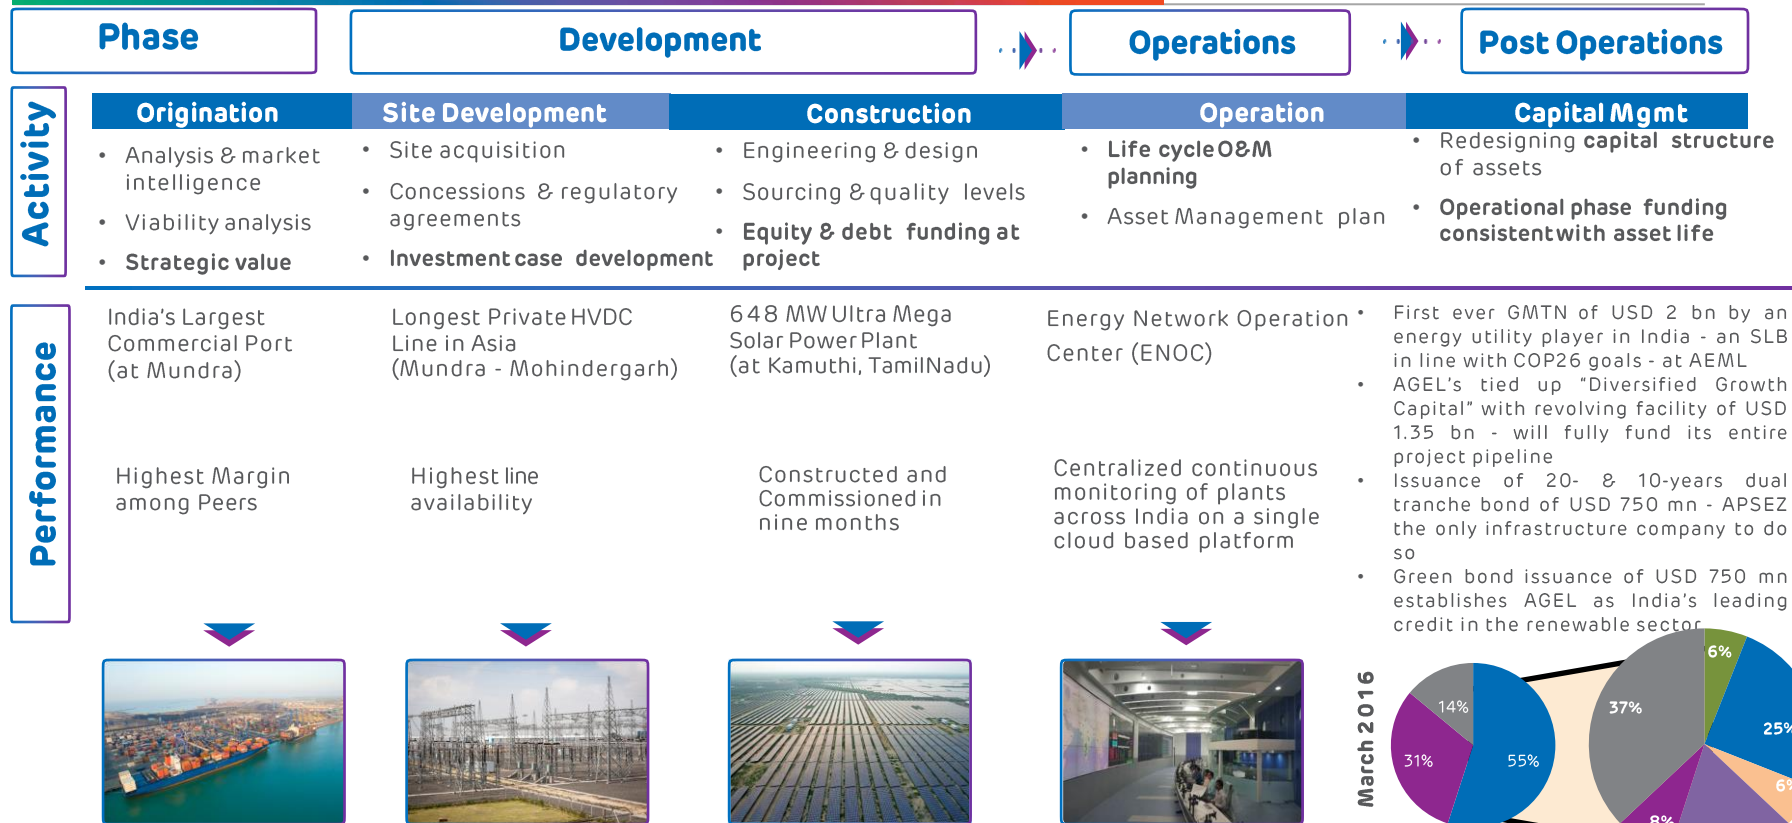 Phase
Development
Operations
Post Operations
Activity
Origination
Site Development
Construction
Operation
Capital Mgmt
• Analysis & market
intelligence
• Viability analysis
• Strategic value
• Site acquisition
• Concessions & regulatory
agreements
• Investment case development
• Engineering & design
• Sourcing & quality levels
• Equity & debt funding at
project
• Life cycle O&M
planning
• Asset Management plan
• Redesigning capital structure
of assets
• Operational phase funding
consistent with asset life
Performance
India's Largest
Commercial Port
(at Mundra)
Highest Margin
among Peers
Longest Private HVDC
Line in Asia
(Mundra - Mohindergarh)
Highest line
availability
648 MW Ultra Mega
Solar Power Plant
(at Kamuthi, TamilNadu)
Constructed and
Commissioned in
nine months
Energy Network Operation
Center (ENOC)
Centralized continuous
monitoring of plants
across India on a single
cloud based platform
• First ever GMTN of USD 2 bn by an
energy utility player in India - an SLB
in line with COP26 goals - at AEML
• AGEL's tied up “Diversified Growth
Capital” with revolving facility of USD
1.35 bn - will fully fund its entire
project pipeline
• Issuance of 20- & 10-years dual
tranche bond of USD 750 mn - APSEZ
the only infrastructure company to do
so
• Green bond issuance of USD 750 mn
establishes AGEL as India's leading
credit in the renewable sector
March 2016
14%
31%
55%
6%
37%
25%
6%
8%